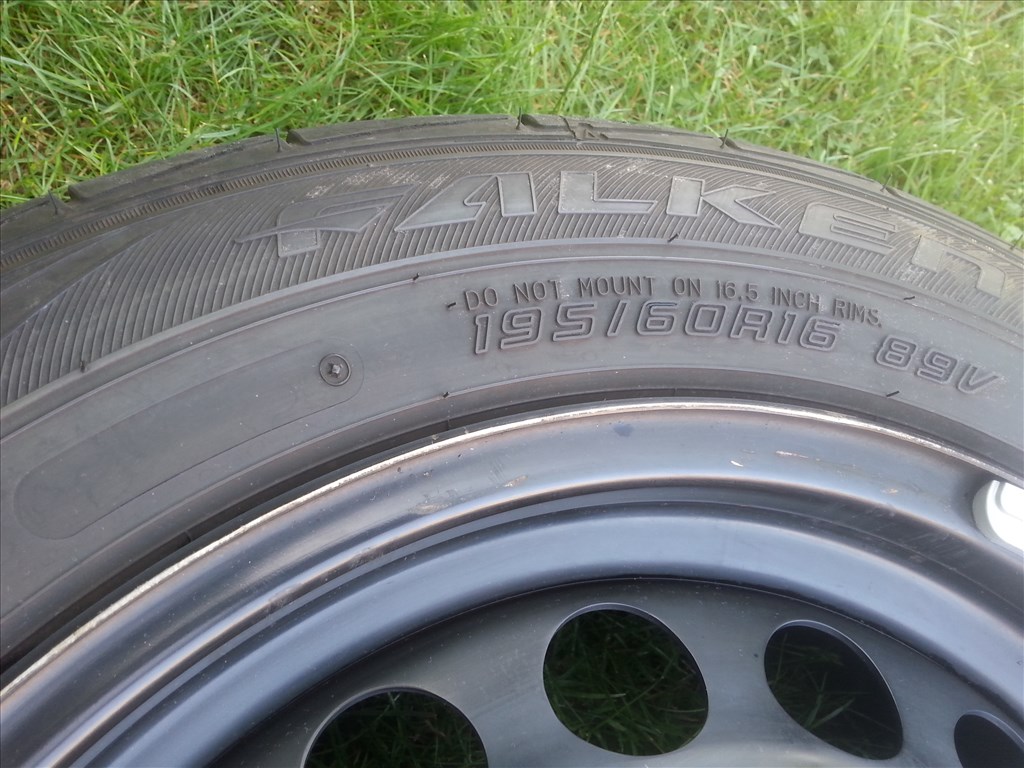 FALKEN
DO NOT MOUNT ON 16.5 INCH RIMS.
195/60R16 89V